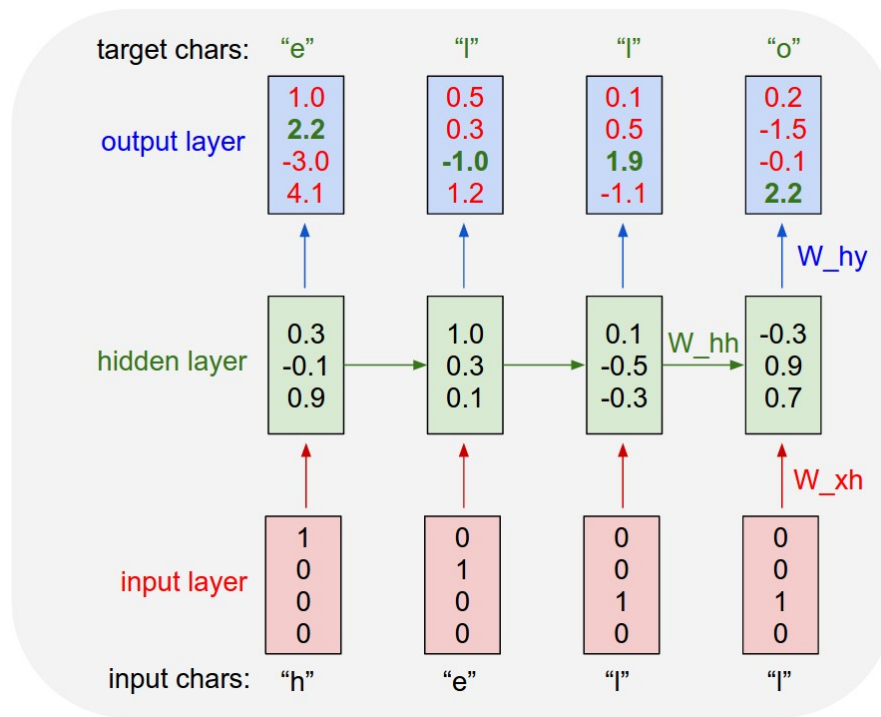 target chars: “e” “l” “l” “o”
1.0 0.5 0.1 0.2
2.2 0.3 0.5 -1.5
output layer
-3.0 -1.0 1.9 -0.1
4.1 1.2 -1.1 2.2
W_hy
0.3 1.0 0.1 -0.3
W_hh
hidden layer -0.1 0.3 -0.5 0.9
0.9 0.1 -0.3 0.7
W_xh
1 0 0 0
0 1 0 0
input layer
0 0 1 1
0 0 0 0
input chars: “h” “e” “l” “l”